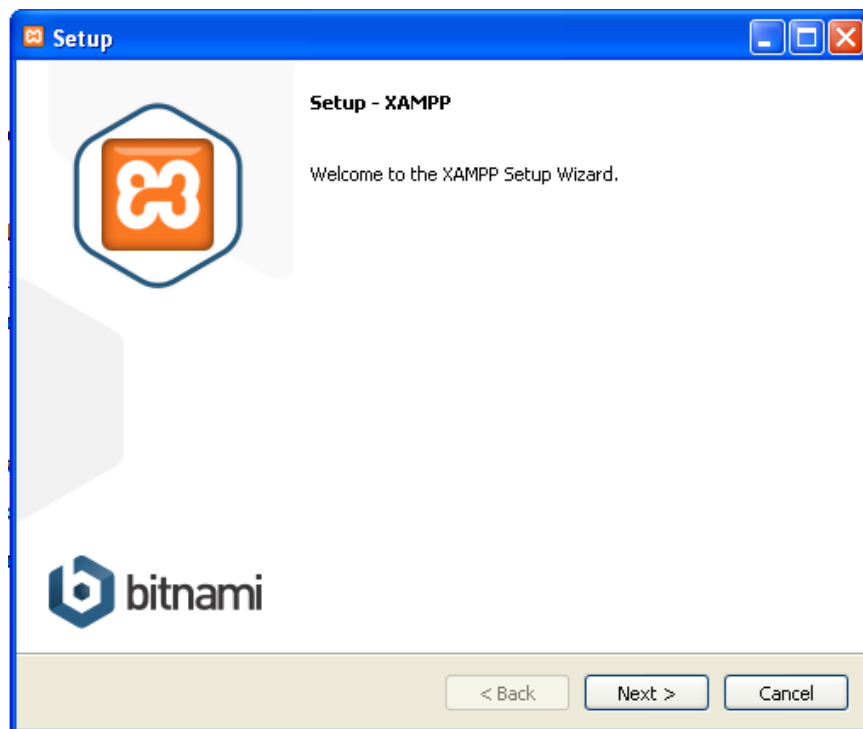 Setup
Setup - XAMPP
Welcome to the XAMPP Setup Wizard.
bitnami
< Back
Next >
Cancel